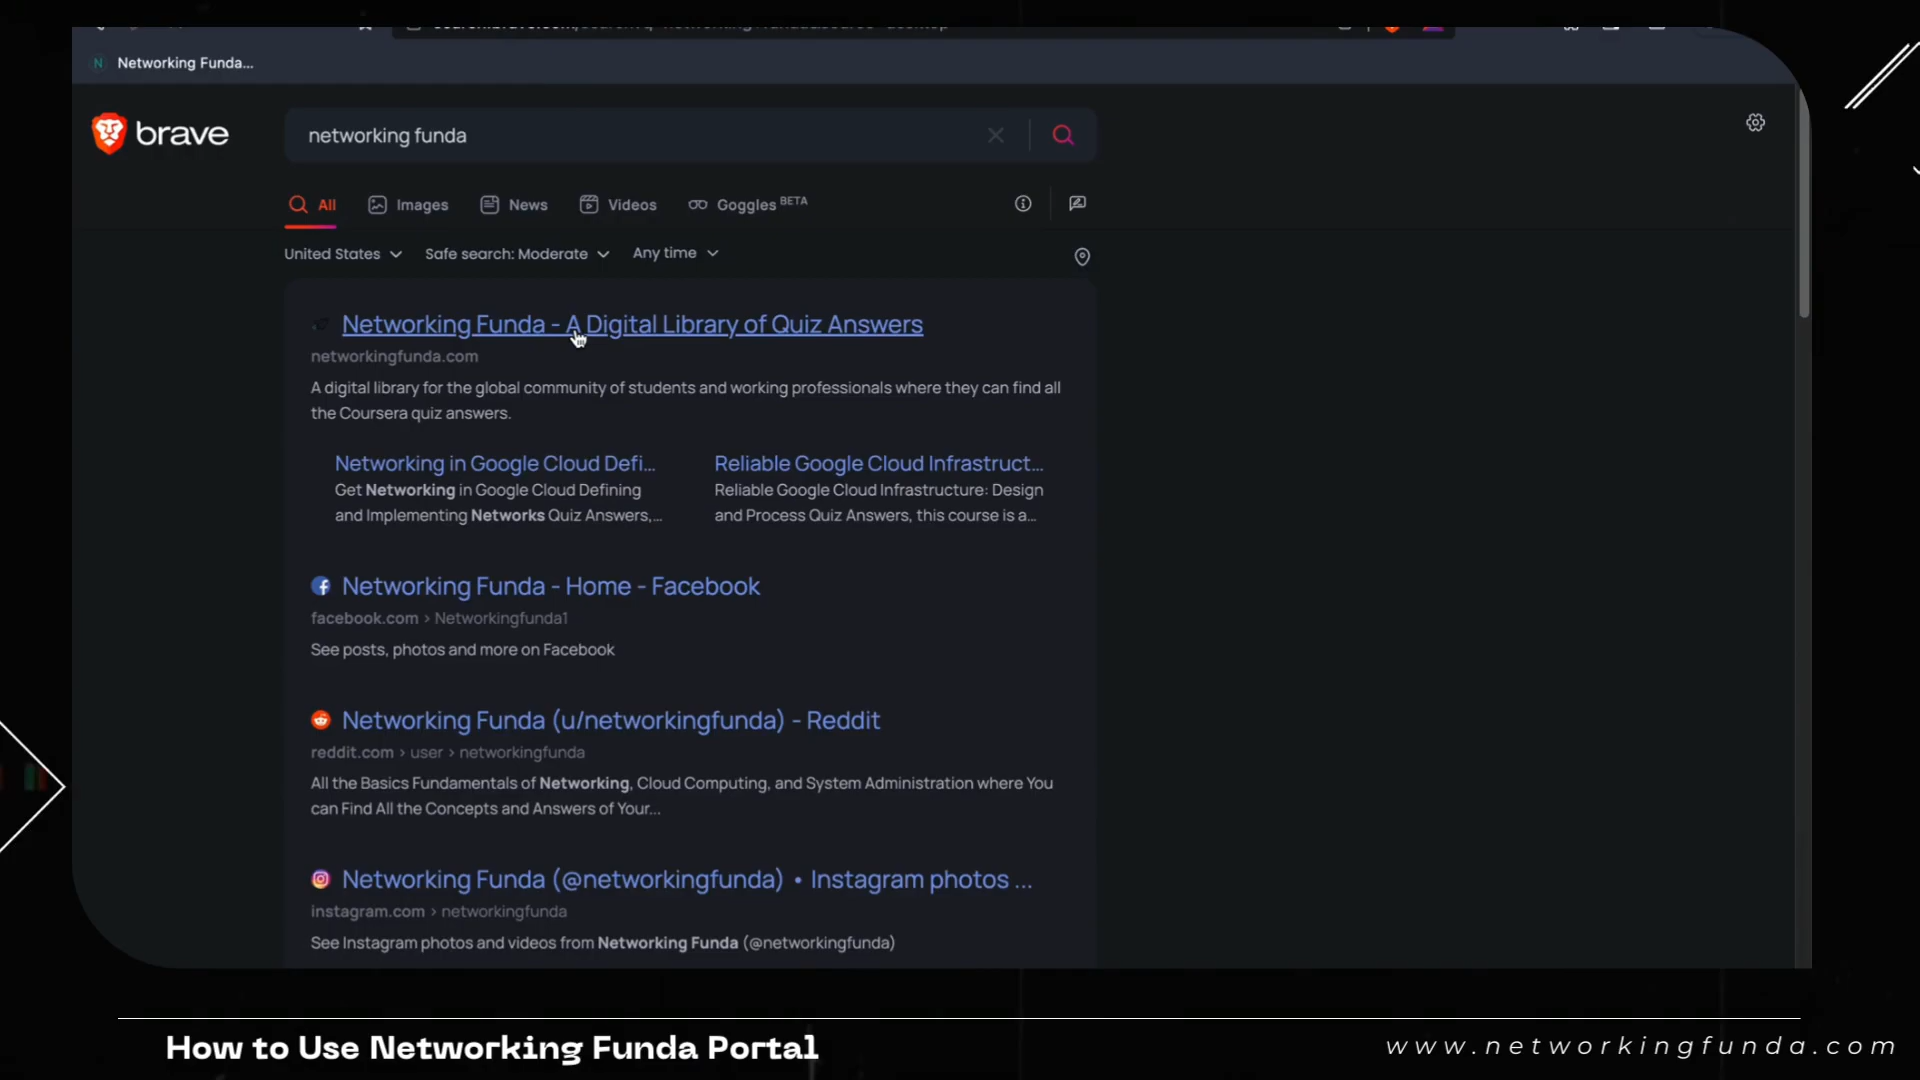 N Networking Funda...
brave
networking funda
All Images News Videos Goggles BETA
United States Safe search: Moderate Any time
Networking Funda - A Digital Library of Quiz Answers
networkingfunda.com
A digital library for the global community of students and working professionals where they can find all
the Coursera quiz answers.
Networking in Google Cloud Defi...
Get Networking in Google Cloud Defining
and Implementing Networks Quiz Answers,...
Reliable Google Cloud Infrastruct...
Reliable Google Cloud Infrastructure: Design
and Process Quiz Answers, this course is a...
Networking Funda - Home - Facebook
facebook.com › Networkingfunda1
See posts, photos and more on Facebook
Networking Funda (u/networkingfunda) - Reddit
reddit.com › user › networkingfunda
All the Basics Fundamentals of Networking, Cloud Computing, and System Administration where You
can Find All the Concepts and Answers of Your...
Networking Funda (@networkingfunda) • Instagram photos ...
instagram.com › networkingfunda
See Instagram photos and videos from Networking Funda (@networkingfunda)
How to Use Networking Funda Portal
www.networkingfunda.com